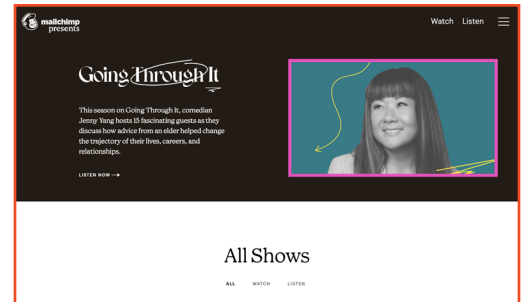 mailchimp
presents
Watch Listen
Going Through It
This season on Going Through It, comedian
Jenny Yang hosts 15 fascinating guests as they
discuss how advice from an elder helped change
the trajectory of their lives, careers, and
relationships.
LISTEN NOW
All Shows
ALL WATCH LISTEN